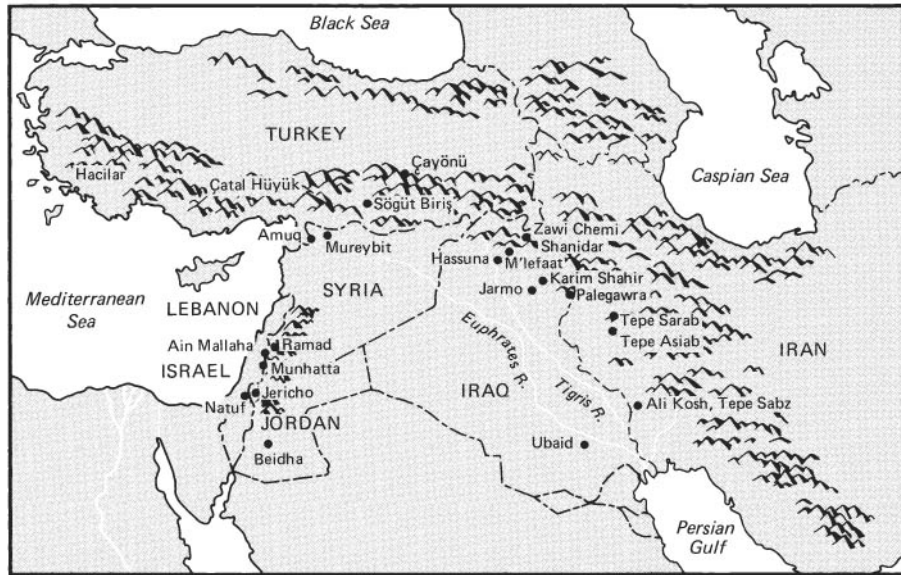 Black Sea
TURKEY
Hacilar
Çatal Hüyük
Çayönü
Sögüt Biriş
Caspian Sea
Amuq
Mureybit
Zawi Chemi
Shanidar
Hassuna
M'lefaat
Karim Shahir
Jarmo
Palegawra
Mediterranean
Sea
LEBANON
SYRIA
Euphrates R.
Tepe Sarab
Tepe Asiab
IRAN
Ain Mallaha
Ramad
ISRAEL
Munhatta
IRAQ
Tigris R.
Jericho
Natuf
Ali Kosh, Tepe Sabz
JORDAN
Beidha
Ubaid
Persian
Gulf